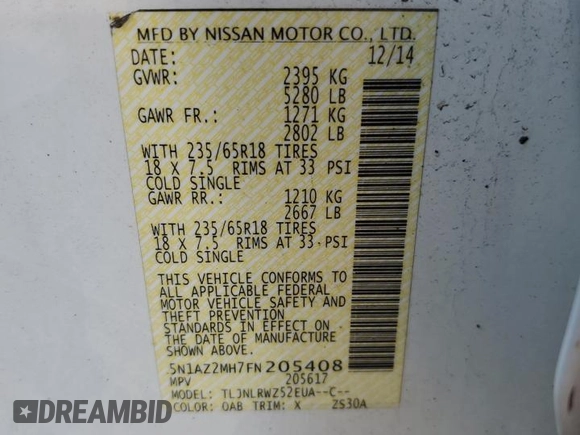 MFD BY NISSAN MOTOR CO., LTD.
DATE: 12/14
GVWR: 2395 KG
5280 LB
GAWR FR.: 1271 KG
2802 LB
WITH 235/65R18 TIRES
18 X 7.5 RIMS AT 33 PSI
COLD SINGLE
GAWR RR.: 1210 KG
2667 LB
WITH 235/65R18 TIRES
18 X 7.5 RIMS AT 33 PSI
COLD SINGLE
THIS VEHICLE CONFORMS TO
ALL APPLICABLE FEDERAL
MOTOR VEHICLE SAFETY AND
THEFT PREVENTION
STANDARDS IN EFFECT ON
THE DATE OF MANUFACTURE
SHOWN ABOVE.
5N1AZ2MH7FN205408
MPV 205617
MODEL: TLJNLRWZ52EUA--C--
COLOR: QAB TRIM: X 2S30A
DEALERHISTORY.COM